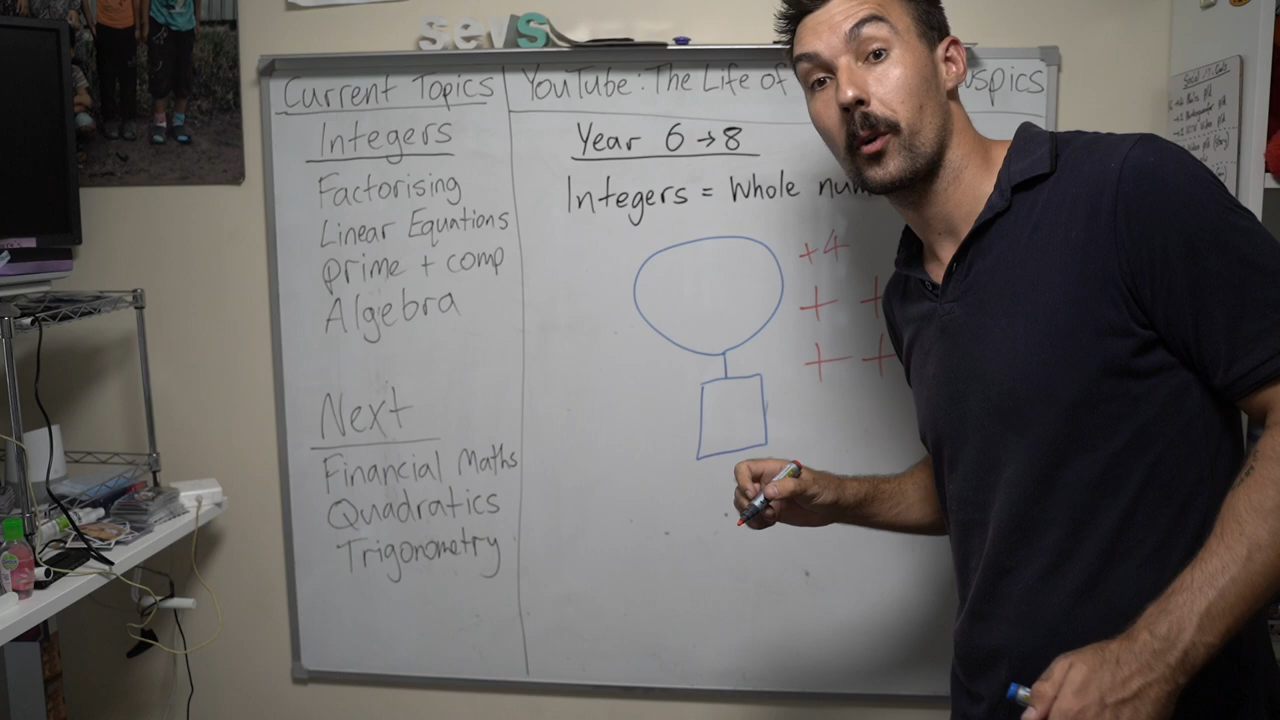 sevs
Current Topics
Integers
Factorising
Linear Equations
prime + comp
Algebra
Next
Financial Maths
Quadratics
Trigonometry
YouTube: The Life of
Year 6 → 8
Integers = Whole num
+4
+ +
+ +